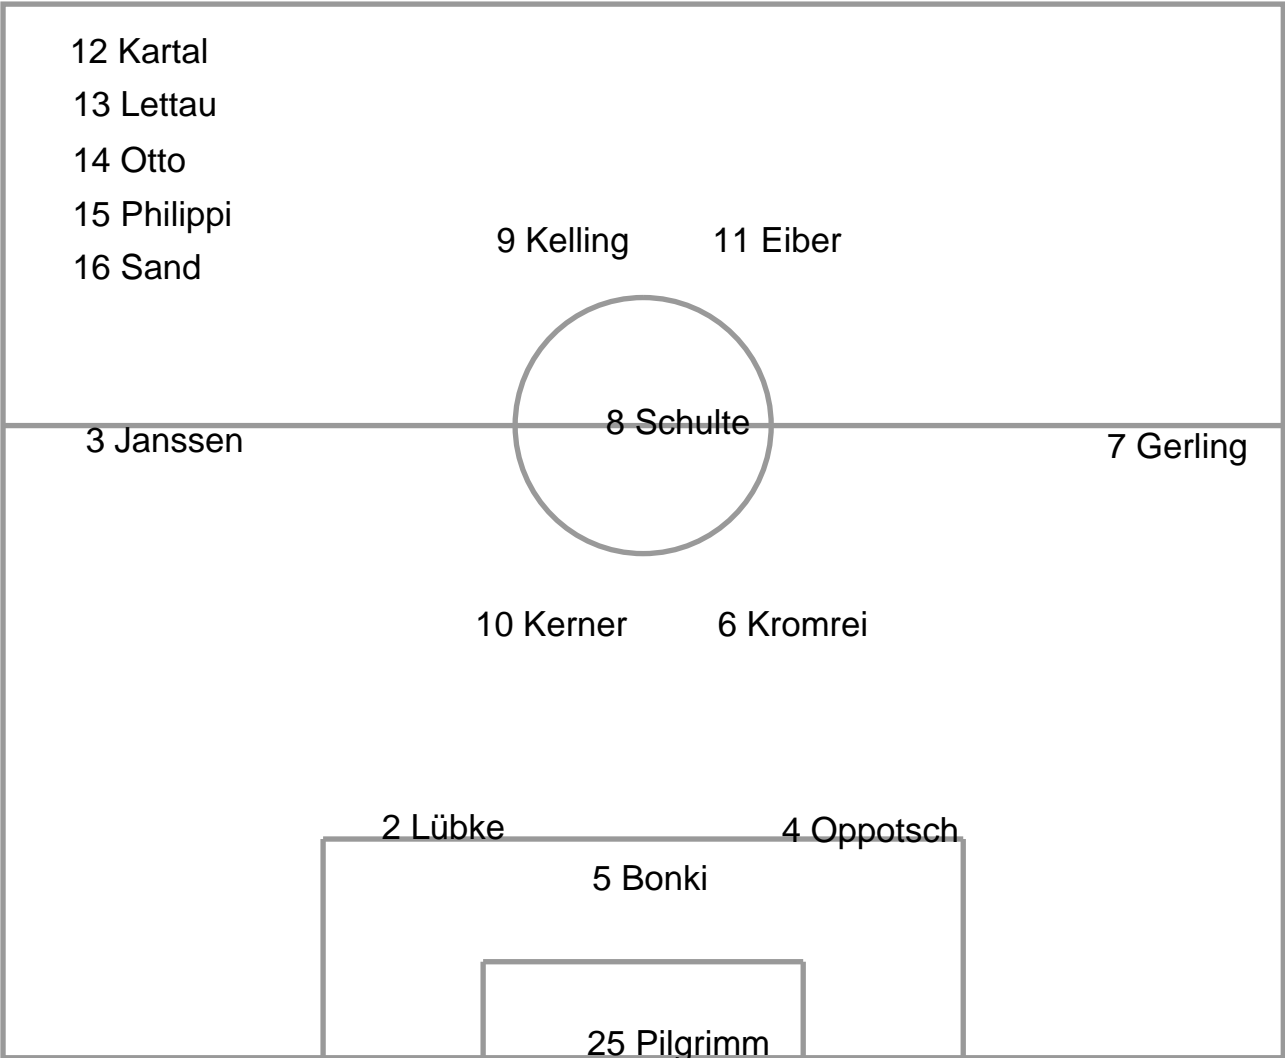 12 Kartal
13 Lettau
14 Otto
15 Philippi
16 Sand
9 Kelling
11 Eiber
8 Schulte
3 Janssen
7 Gerling
10 Kerner
6 Kromrei
2 Lübke
4 Oppotsch
5 Bonki
25 Pilgrimm